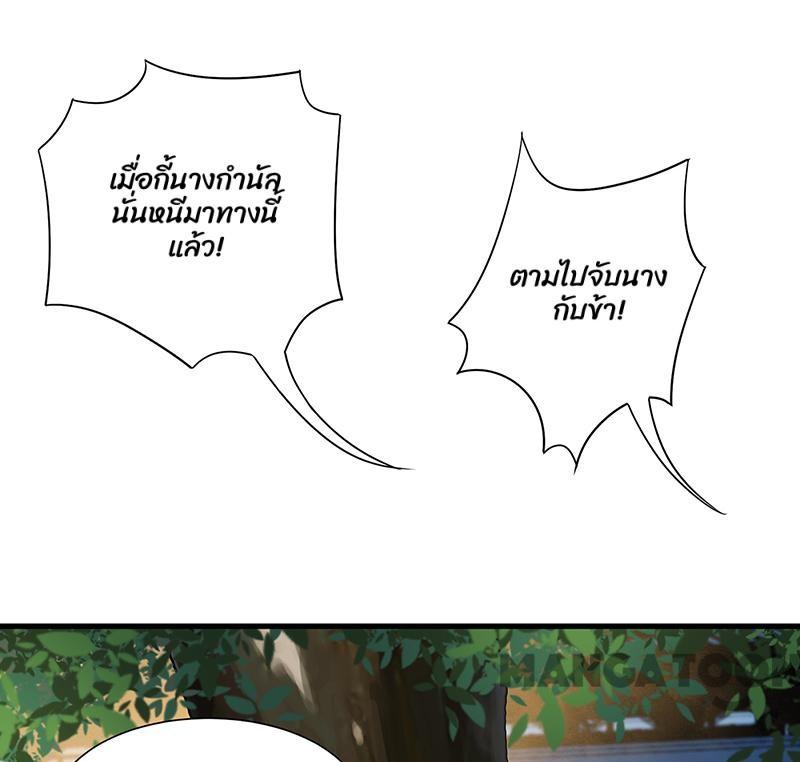 เมื่อกี้นางกำนัล
นั่นหนีมาทางนี้
แล้ว!
ตามไปจับนาง
กับข้า!
MANGATOON